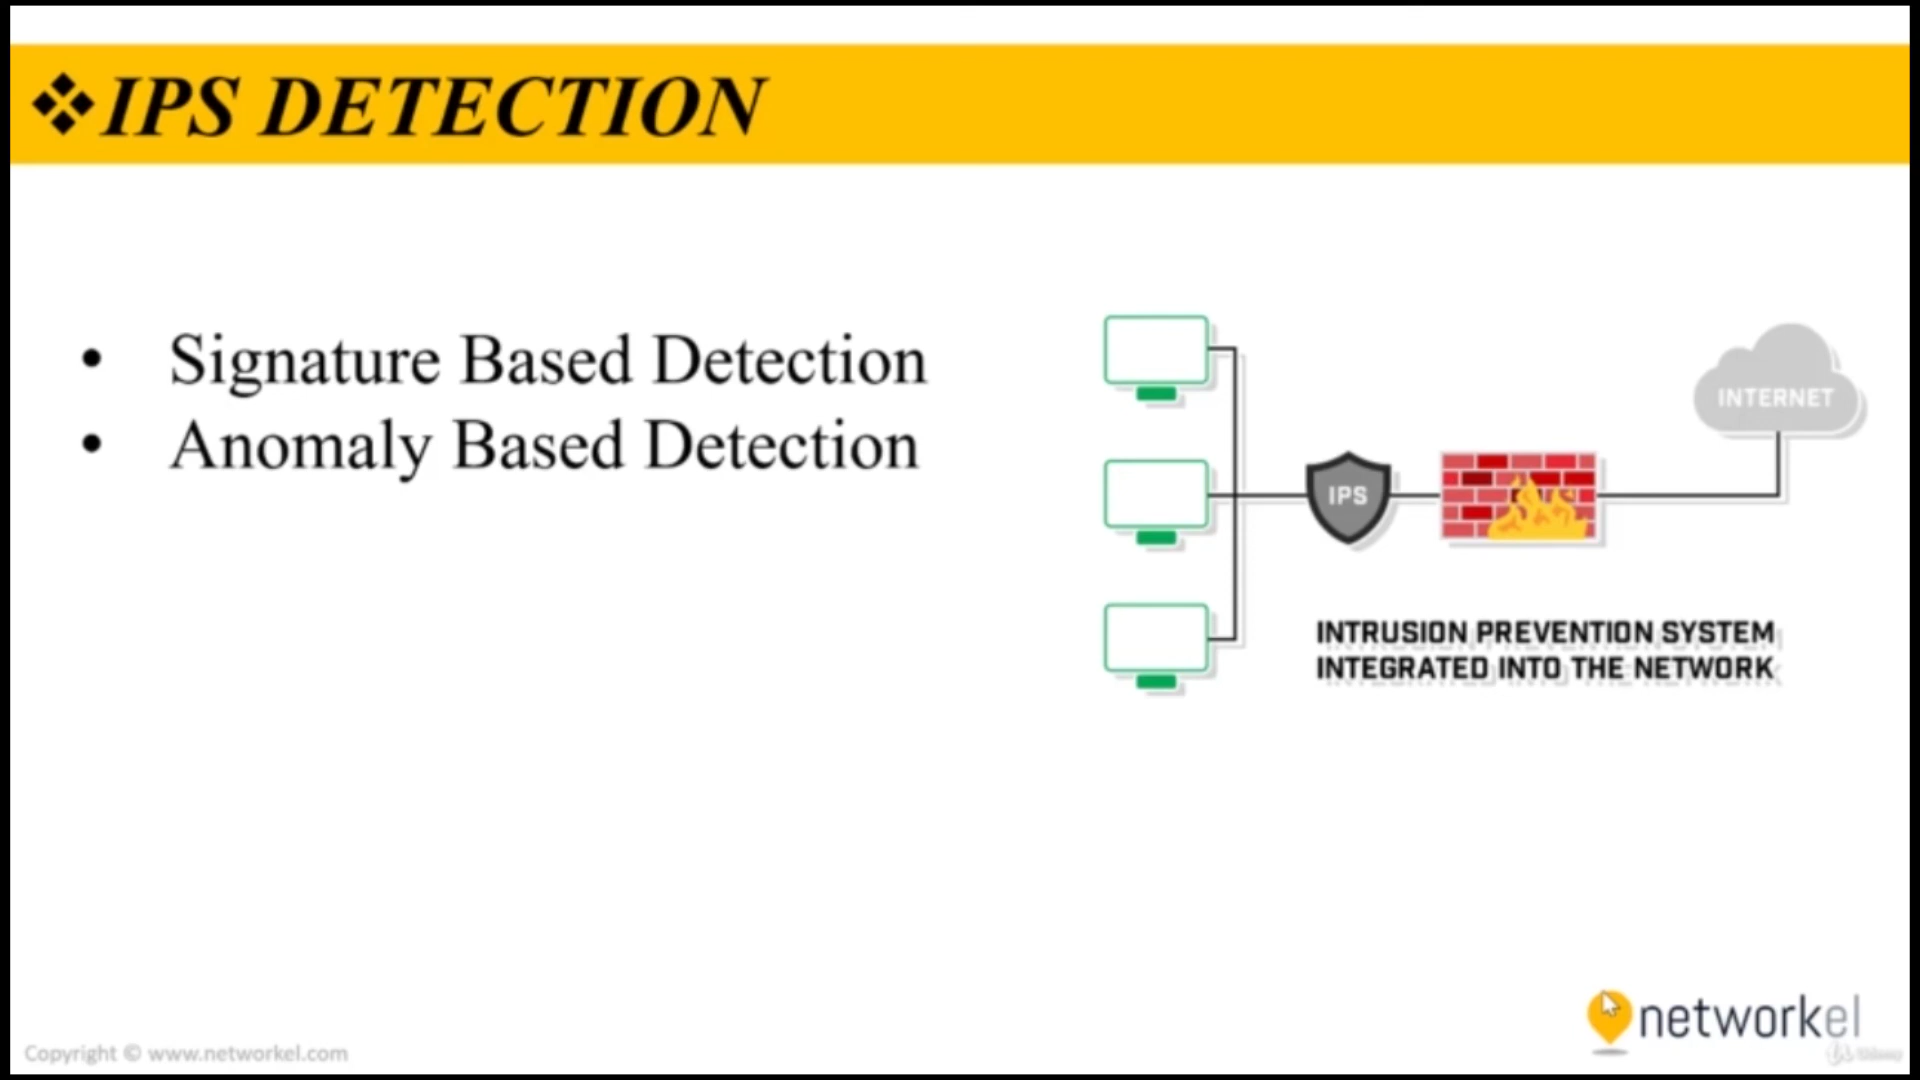 ❖IPS DETECTION
• Signature Based Detection
• Anomaly Based Detection
INTERNET
IPS
INTRUSION PREVENTION SYSTEM
INTEGRATED INTO THE NETWORK
networkel
Copyright © www.networkel.com
Udemy